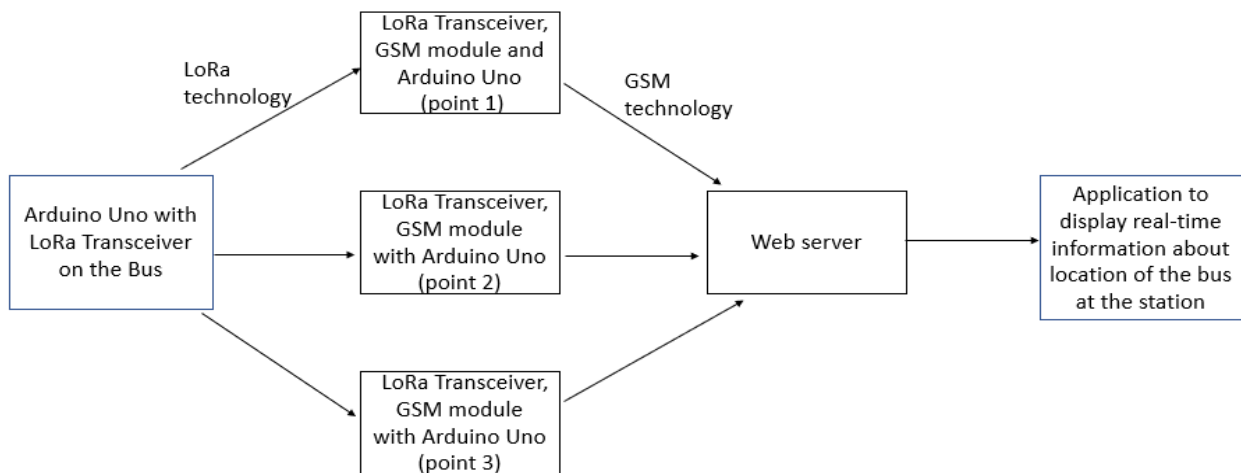 LoRa Transceiver,
GSM module and
Arduino Uno
(point 1)
LoRa
technology
GSM
technology
Arduino Uno with
LoRa Transceiver
on the Bus
LoRa Transceiver,
GSM module
with Arduino Uno
(point 2)
Web server
Application to
display real-time
information about
location of the bus
at the station
LoRa Transceiver,
GSM module
with Arduino Uno
(point 3)